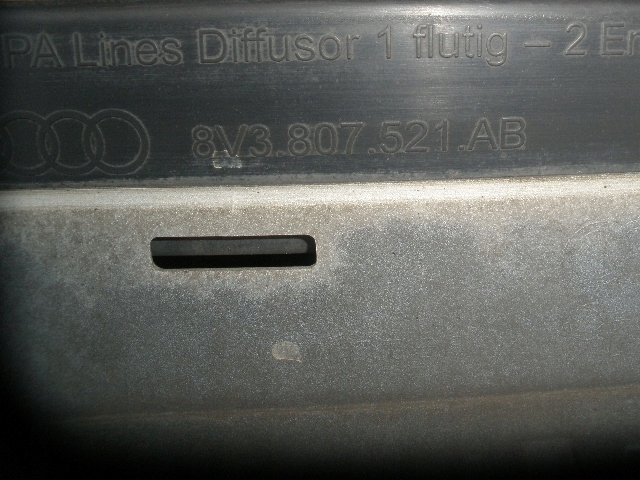 PA Lines Diffusor 1 flutig – 2 En
8V3.807.521.AB